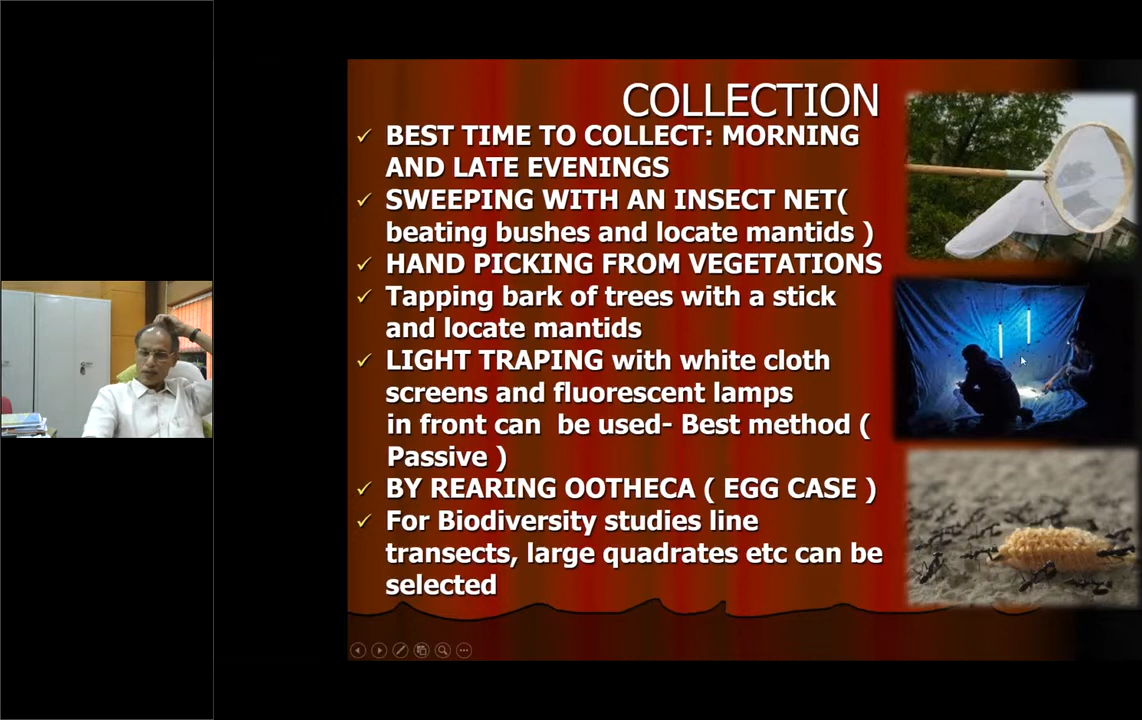 COLLECTION
BEST TIME TO COLLECT: MORNING
AND LATE EVENINGS
SWEEPING WITH AN INSECT NET(
beating bushes and locate mantids )
HAND PICKING FROM VEGETATIONS
Tapping bark of trees with a stick
and locate mantids
LIGHT TRAPING with white cloth
screens and fluorescent lamps
in front can be used- Best method (
Passive )
BY REARING OOTHECA ( EGG CASE )
For Biodiversity studies line
transects, large quadrates etc can be
selected